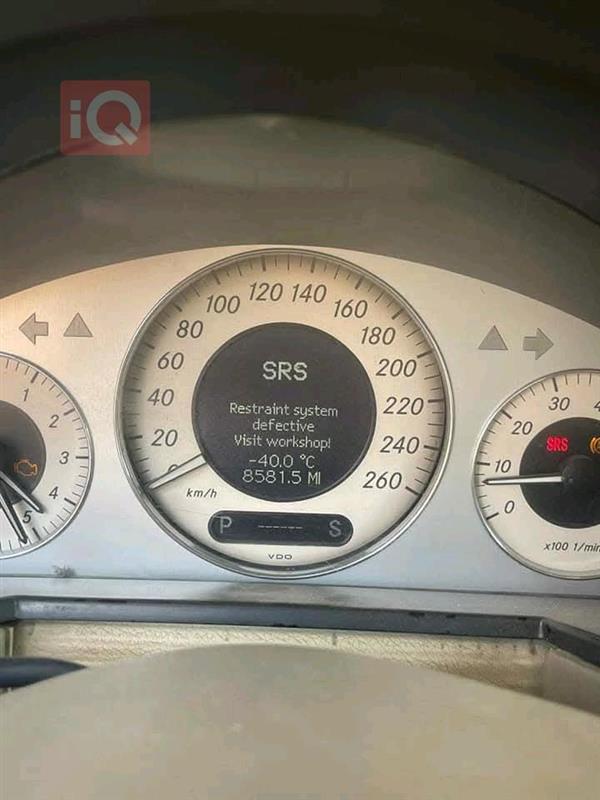 iQ
100 120 140 160
80 180
60 200
40 220
20 240
0 260
SRS
Restraint system
defective
Visit workshop!
-40.0 °C
8581.5 MI
km/h
P ------ S
VDO
1
2
3
4
5
0
10
20
30
4
SRS
x100 1/min